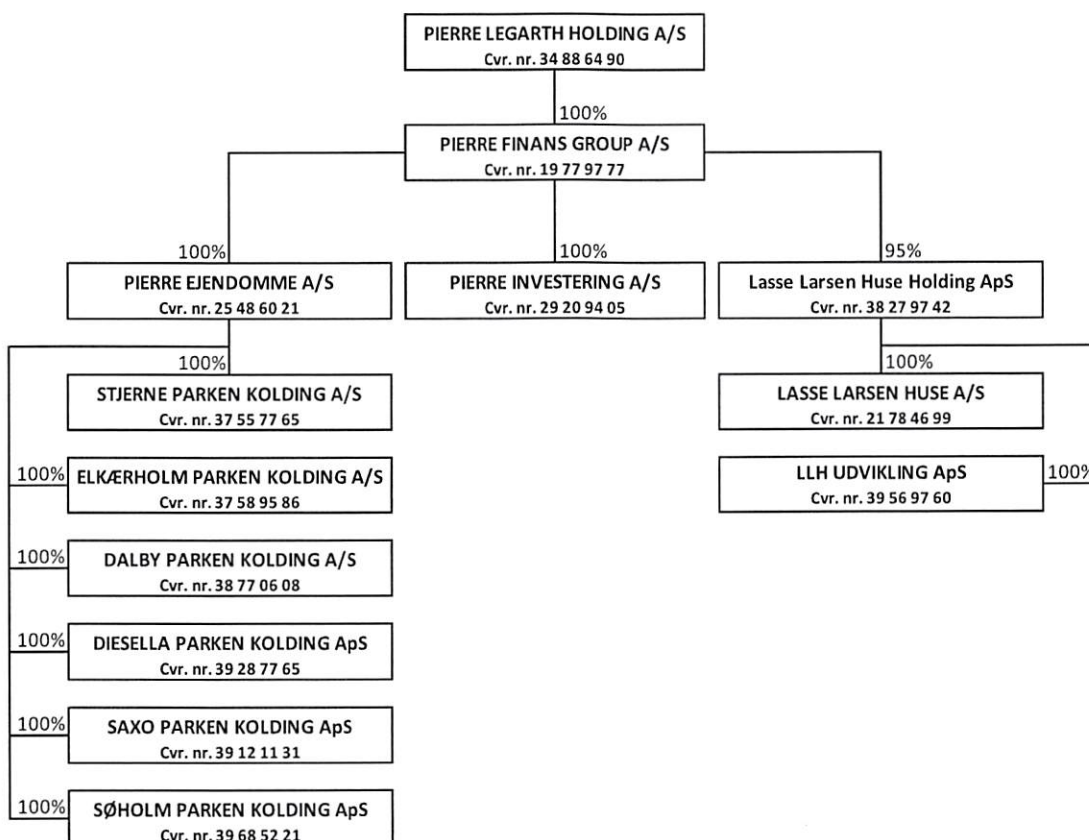 PIERRE LEGARTH HOLDING A/S
Cvr. nr. 34 88 64 90
100%
PIERRE FINANS GROUP A/S
Cvr. nr. 19 77 97 77
100%
100%
95%
PIERRE EJENDOMME A/S
Cvr. nr. 25 48 60 21
PIERRE INVESTERING A/S
Cvr. nr. 29 20 94 05
Lasse Larsen Huse Holding ApS
Cvr. nr. 38 27 97 42
100%
100%
STJERNE PARKEN KOLDING A/S
Cvr. nr. 37 55 77 65
LASSE LARSEN HUSE A/S
Cvr. nr. 21 78 46 99
100%
ELKÆRHOLM PARKEN KOLDING A/S
Cvr. nr. 37 58 95 86
LLH UDVIKLING ApS
Cvr. nr. 39 56 97 60
100%
100%
DALBY PARKEN KOLDING A/S
Cvr. nr. 38 77 06 08
100%
DIESELLA PARKEN KOLDING ApS
Cvr. nr. 39 28 77 65
100%
SAXO PARKEN KOLDING ApS
Cvr. nr. 39 12 11 31
100%
SØHOLM PARKEN KOLDING ApS
Cvr. nr. 39 68 52 21